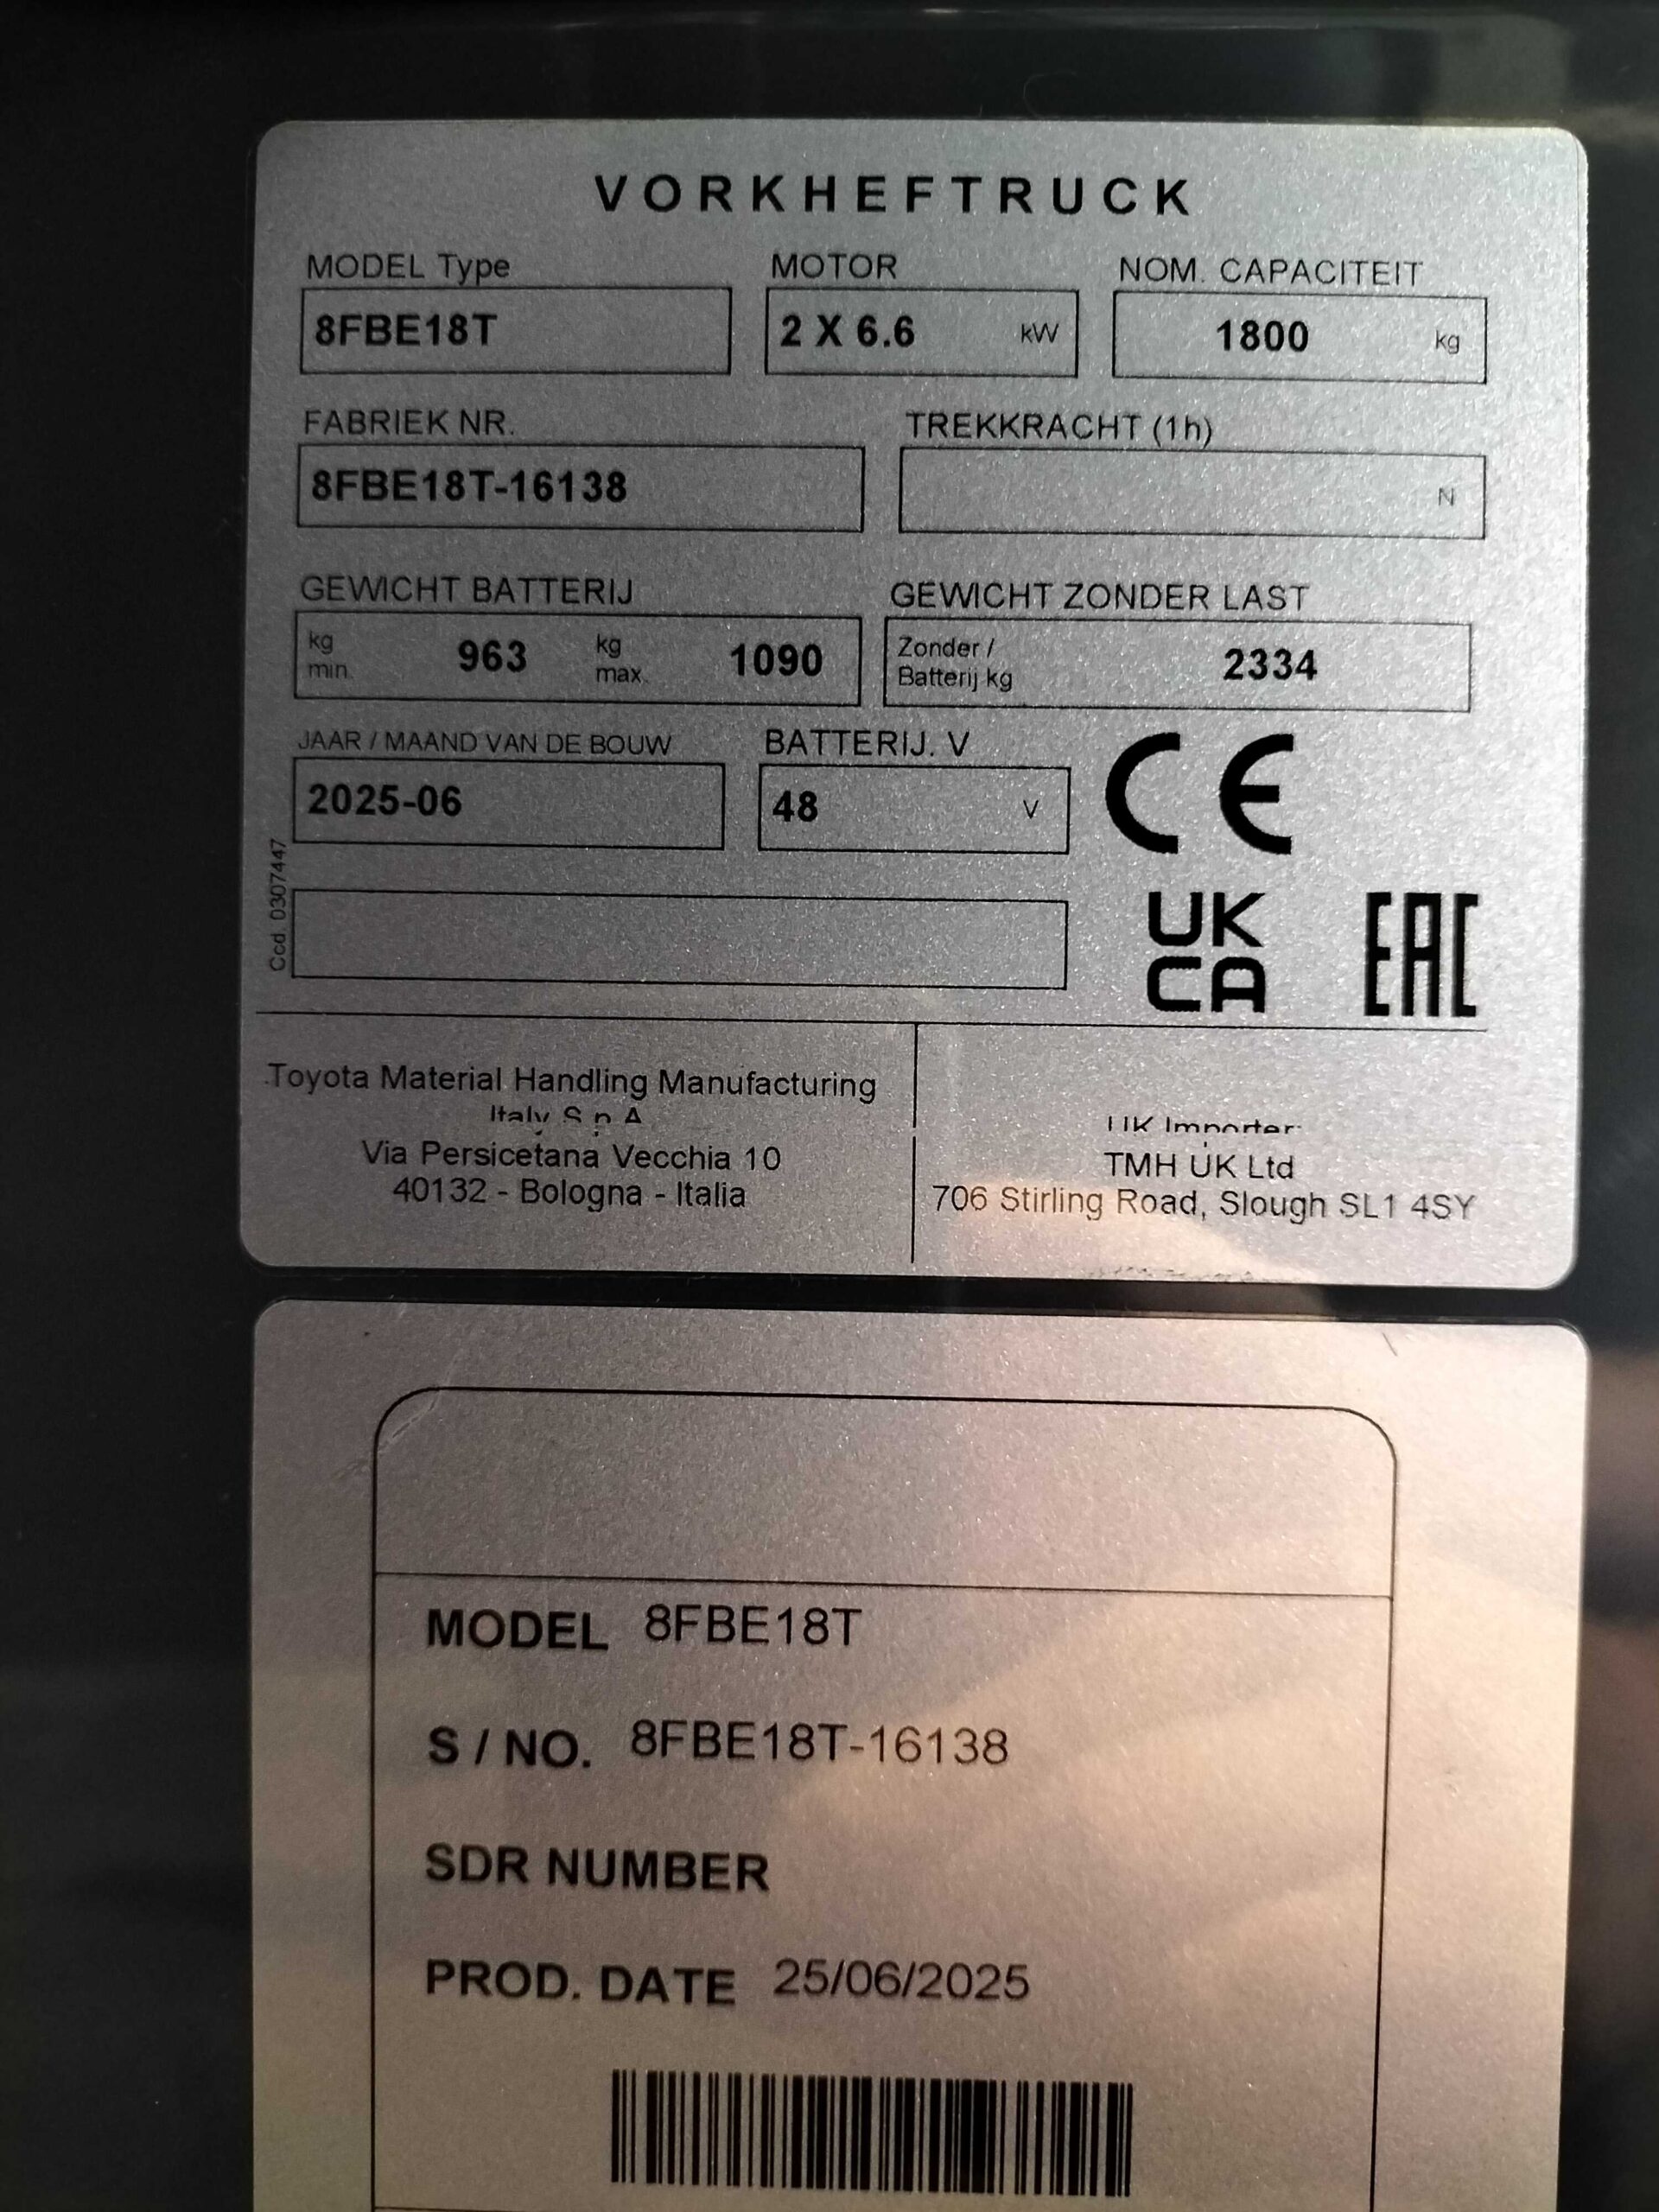 VORKHEFTRUCK
MODEL Type MOTOR NOM. CAPACITEIT
8FBE18T 2 X 6.6 kW 1800 kg
FABRIEK NR. TREKKRACHT (1h)
8FBE18T-16138 N
GEWICHT BATTERIJ GEWICHT ZONDER LAST
kg min. 963 kg max. 1090 Zonder / Batterij kg 2334
JAAR / MAAND VAN DE BOUW BATTERIJ. V
2025-06 48 V
CE
Ccd. 0307447
UK CA EAC
Toyota Material Handling Manufacturing
Italy S.p.A.
Via Persicetana Vecchia 10
40132 - Bologna - Italia
UK Importer:
TMH UK Ltd
706 Stirling Road, Slough SL1 4SY
MODEL 8FBE18T
S / NO. 8FBE18T-16138
SDR NUMBER
PROD. DATE 25/06/2025